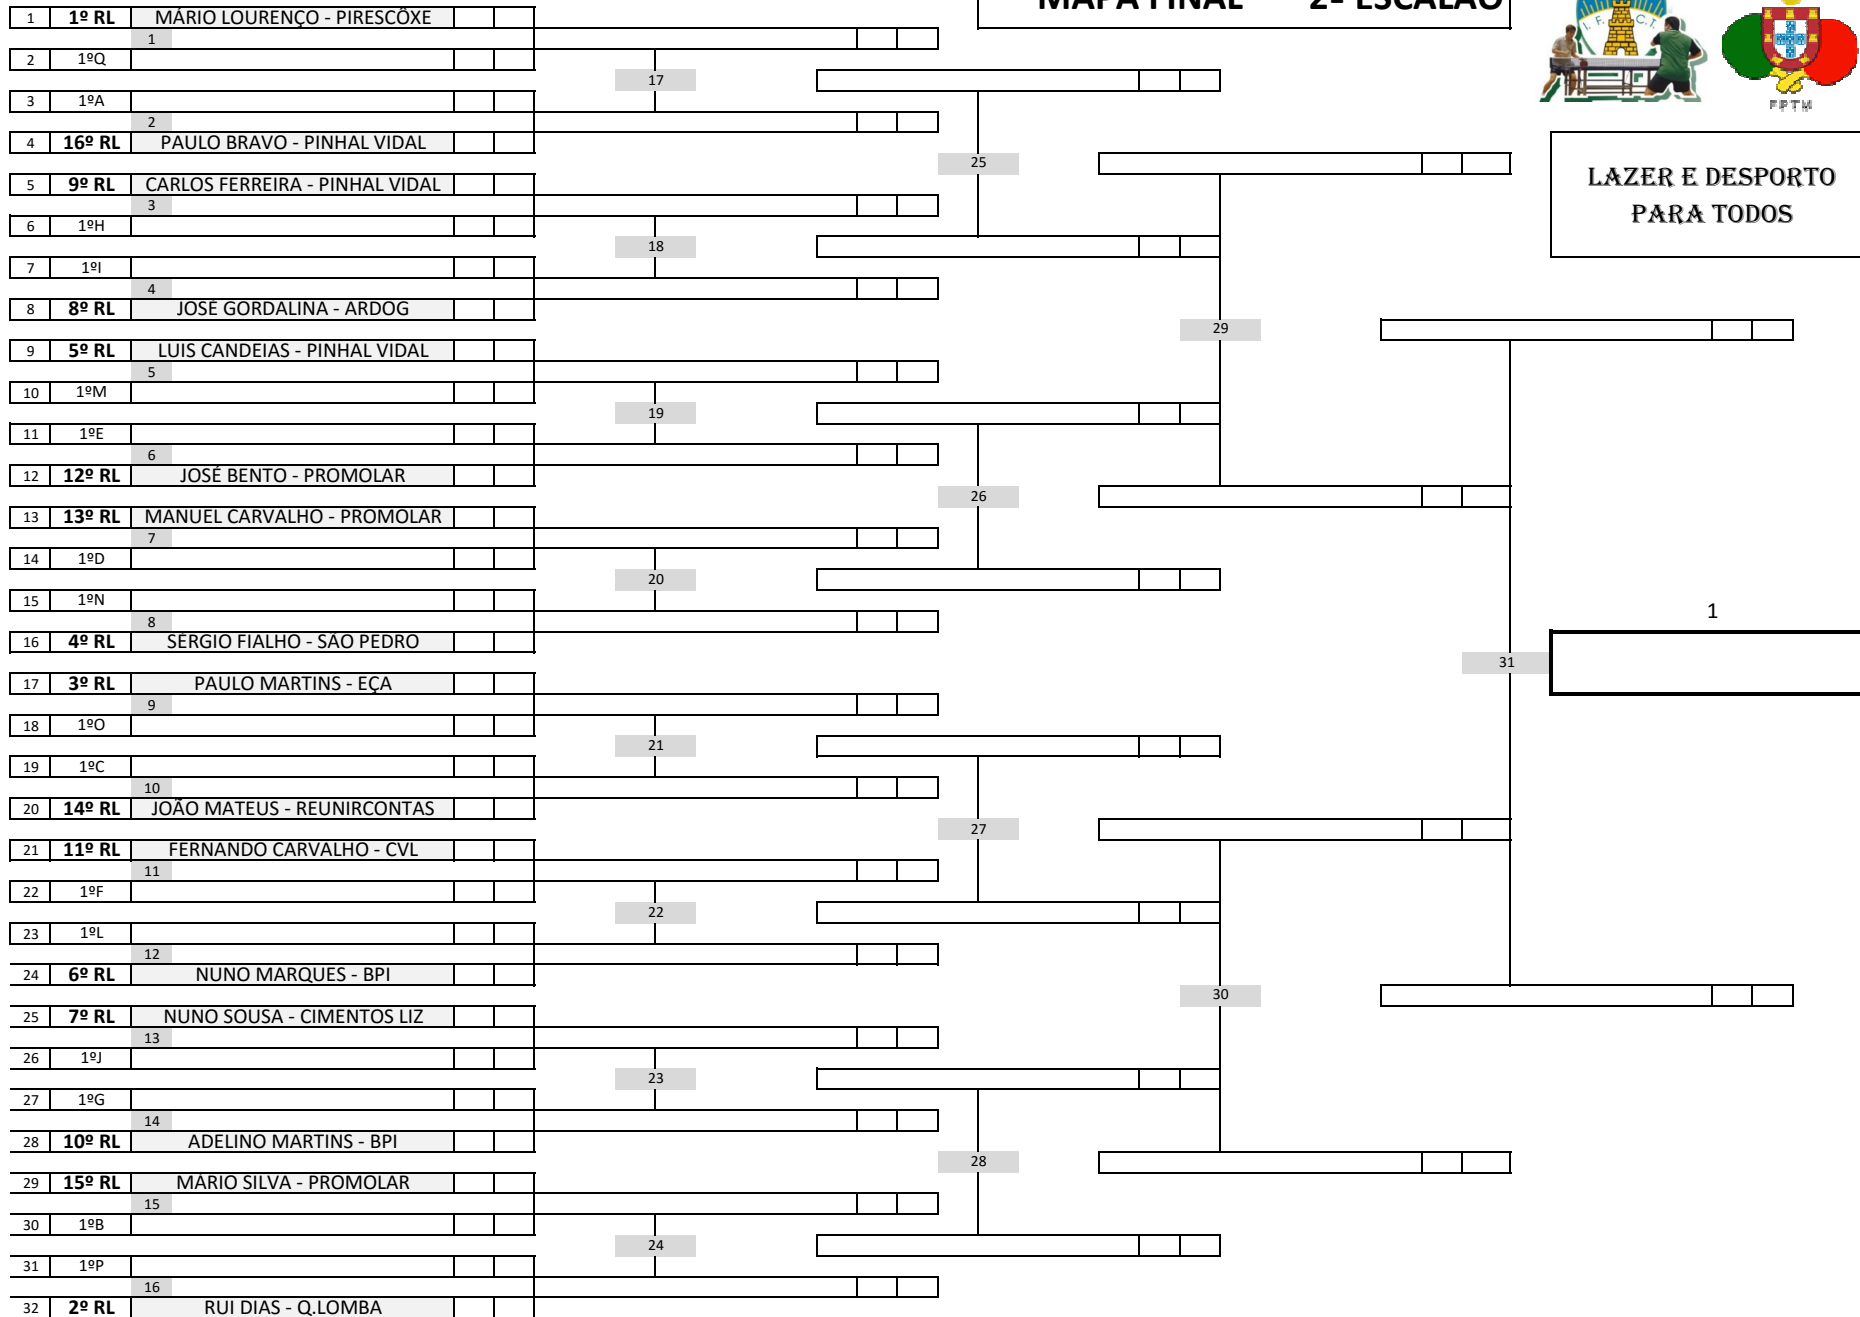 MAPA FINAL 2º ESCALÃO
I. F. C. T.
FPTM
LAZER E DESPORTO
PARA TODOS
1 1º RL MÁRIO LOURENÇO - PIRESCÔXE
1
2 1ºQ
17
3 1ºA
2
4 16º RL PAULO BRAVO - PINHAL VIDAL
25
5 9º RL CARLOS FERREIRA - PINHAL VIDAL
3
6 1ºH
18
7 1ºI
4
8 8º RL JOSÉ GORDALINA - ARDOG
29
9 5º RL LUIS CANDEIAS - PINHAL VIDAL
5
10 1ºM
19
11 1ºE
6
12 12º RL JOSÉ BENTO - PROMOLAR
26
13 13º RL MANUEL CARVALHO - PROMOLAR
7
14 1ºD
20
15 1ºN
1
8
16 4º RL SÉRGIO FIALHO - SÃO PEDRO
31
17 3º RL PAULO MARTINS - EÇA
9
18 1ºO
21
19 1ºC
10
20 14º RL JOÃO MATEUS - REUNIRCONTAS
27
21 11º RL FERNANDO CARVALHO - CVL
11
22 1ºF
22
23 1ºL
12
24 6º RL NUNO MARQUES - BPI
30
25 7º RL NUNO SOUSA - CIMENTOS LIZ
13
26 1ºJ
23
27 1ºG
14
28 10º RL ADELINO MARTINS - BPI
28
29 15º RL MÁRIO SILVA - PROMOLAR
15
30 1ºB
24
31 1ºP
16
32 2º RL RUI DIAS - Q.LOMBA